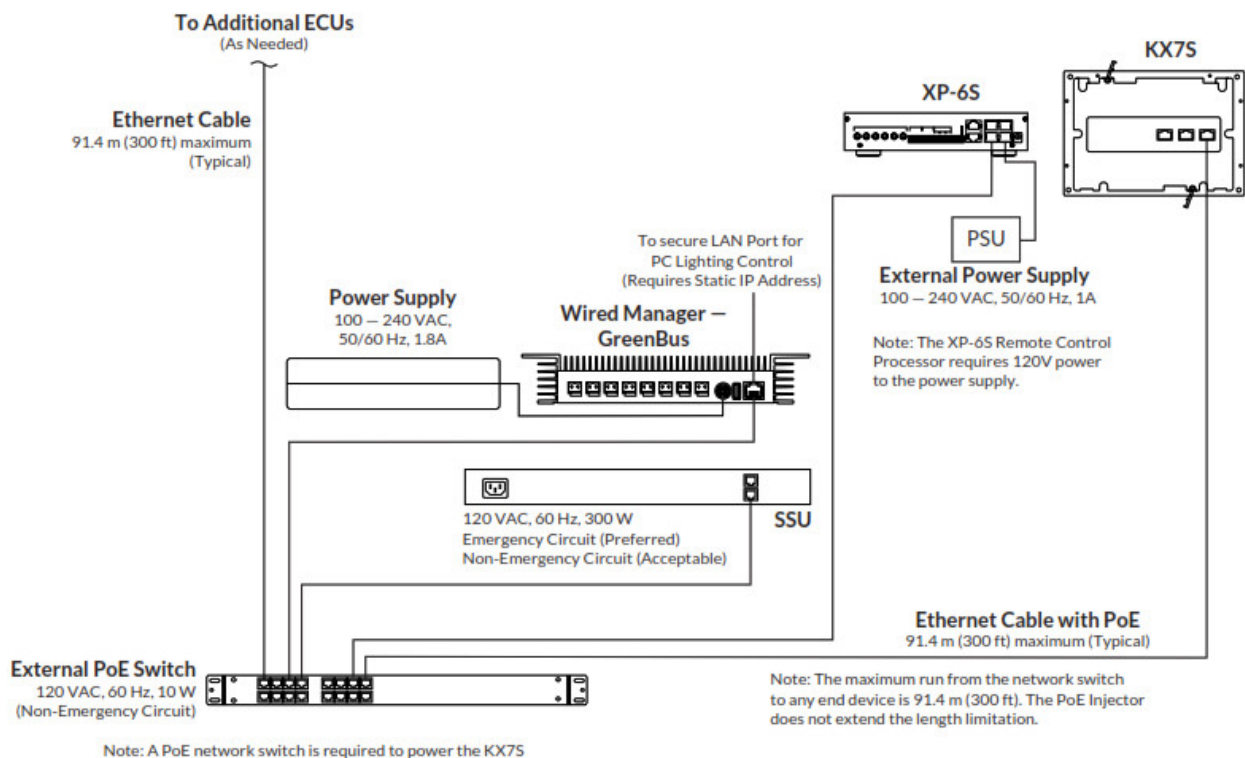 To Additional ECUs
(As Needed)
KX7S
XP-6S
Ethernet Cable
91.4 m (300 ft) maximum
(Typical)
To secure LAN Port for
PC Lighting Control
(Requires Static IP Address)
PSU
External Power Supply
100 — 240 VAC, 50/60 Hz, 1A
Power Supply
100 — 240 VAC,
50/60 Hz, 1.8A
Wired Manager —
GreenBus
Note: The XP-6S Remote Control
Processor requires 120V power
to the power supply.
120 VAC, 60 Hz, 300 W
SSU
Emergency Circuit (Preferred)
Non-Emergency Circuit (Acceptable)
Ethernet Cable with PoE
91.4 m (300 ft) maximum (Typical)
External PoE Switch
120 VAC, 60 Hz, 10 W
(Non-Emergency Circuit)
Note: The maximum run from the network switch
to any end device is 91.4 m (300 ft). The PoE Injector
does not extend the length limitation.
Note: A PoE network switch is required to power the KX7S